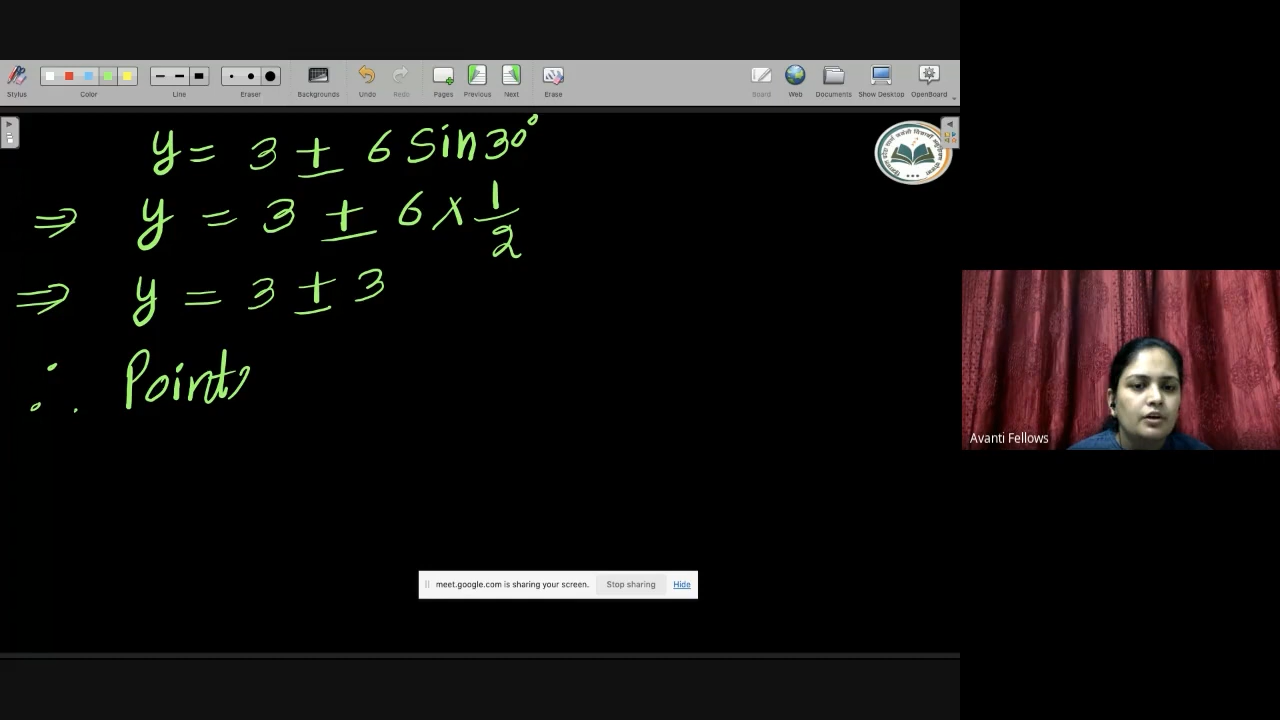 Stylus Color Line Eraser Backgrounds Undo Redo Pages Previous Next Erase Board Web Documents Show Desktop OpenBoard
y = 3 ± 6 Sin30°
⇒ y = 3 ± 6 × 1/2
⇒ y = 3 ± 3
∴ Points
Avanti Fellows
meet.google.com is sharing your screen. Stop sharing Hide